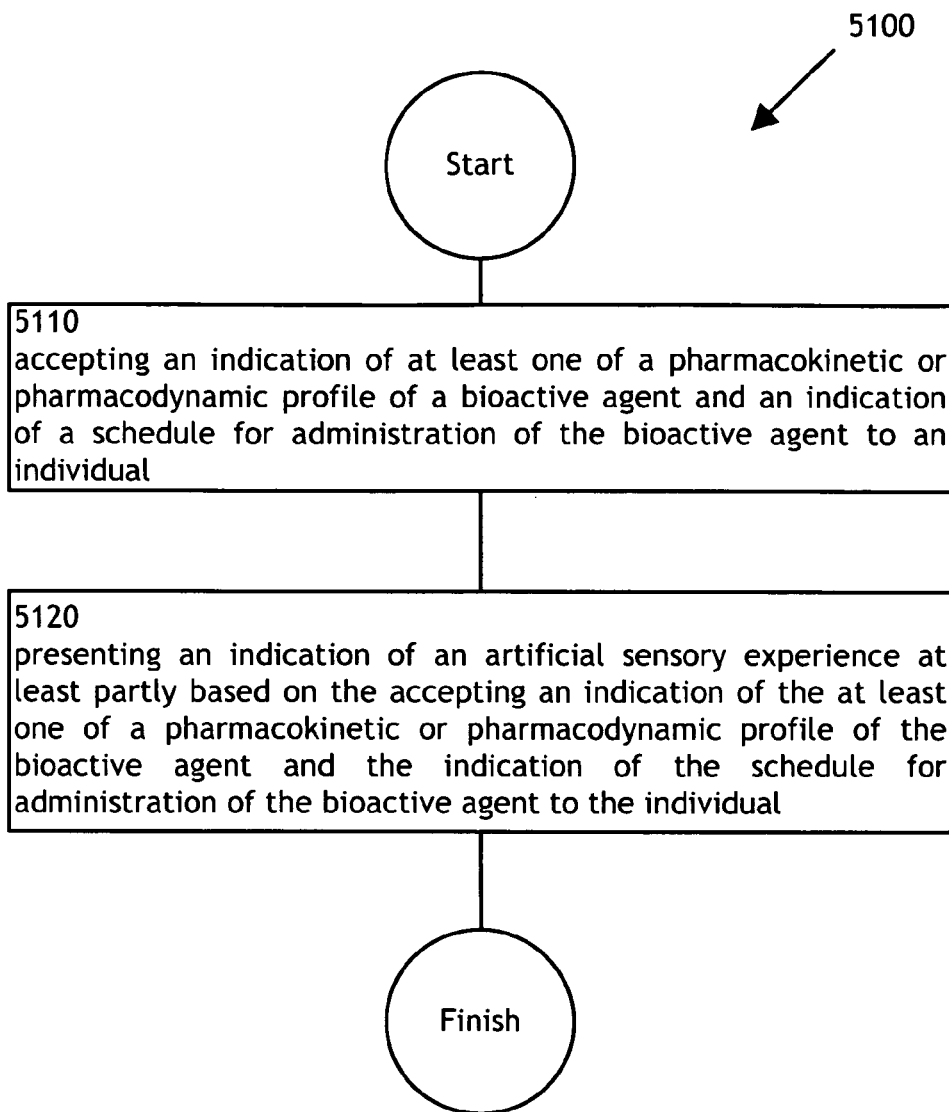 5100
Start
5110
accepting an indication of at least one of a pharmacokinetic or
pharmacodynamic profile of a bioactive agent and an indication
of a schedule for administration of the bioactive agent to an
individual
5120
presenting an indication of an artificial sensory experience at
least partly based on the accepting an indication of the at least
one of a pharmacokinetic or pharmacodynamic profile of the
bioactive agent and the indication of the schedule for
administration of the bioactive agent to the individual
Finish